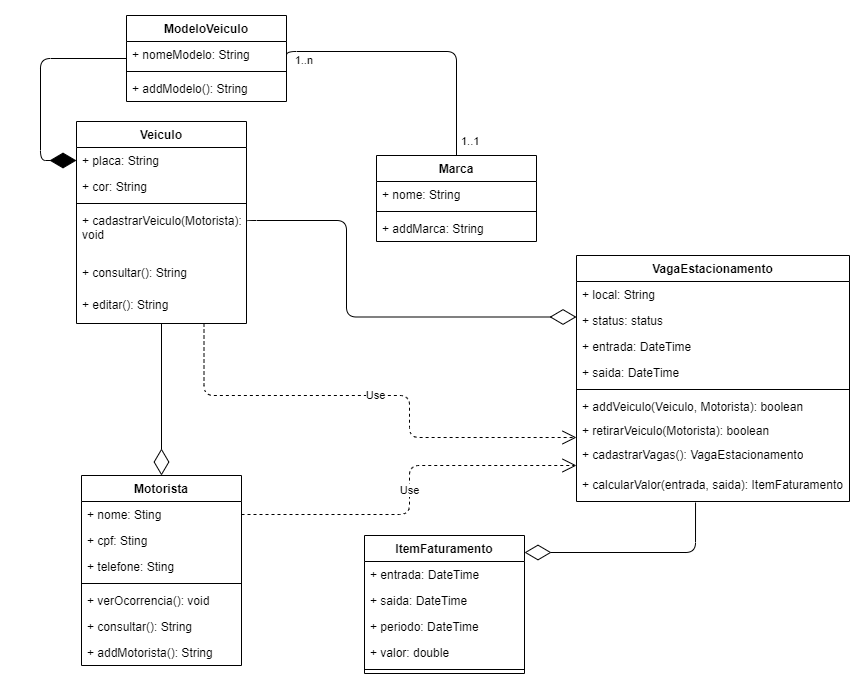 ModeloVeiculo
+ nomeModelo: String
+ addModelo(): String
1..n
1..1
Veiculo
+ placa: String
+ cor: String
+ cadastrarVeiculo(Motorista):
void
+ consultar(): String
+ editar(): String
Marca
+ nome: String
+ addMarca: String
VagaEstacionamento
+ local: String
+ status: status
+ entrada: DateTime
+ saida: DateTime
+ addVeiculo(Veiculo, Motorista): boolean
+ retirarVeiculo(Motorista): boolean
+ cadastrarVagas(): VagaEstacionamento
+ calcularValor(entrada, saida): ItemFaturamento
Use
Use
Motorista
+ nome: Sting
+ cpf: Sting
+ telefone: Sting
+ verOcorrencia(): void
+ consultar(): String
+ addMotorista(): String
ItemFaturamento
+ entrada: DateTime
+ saida: DateTime
+ periodo: DateTime
+ valor: double